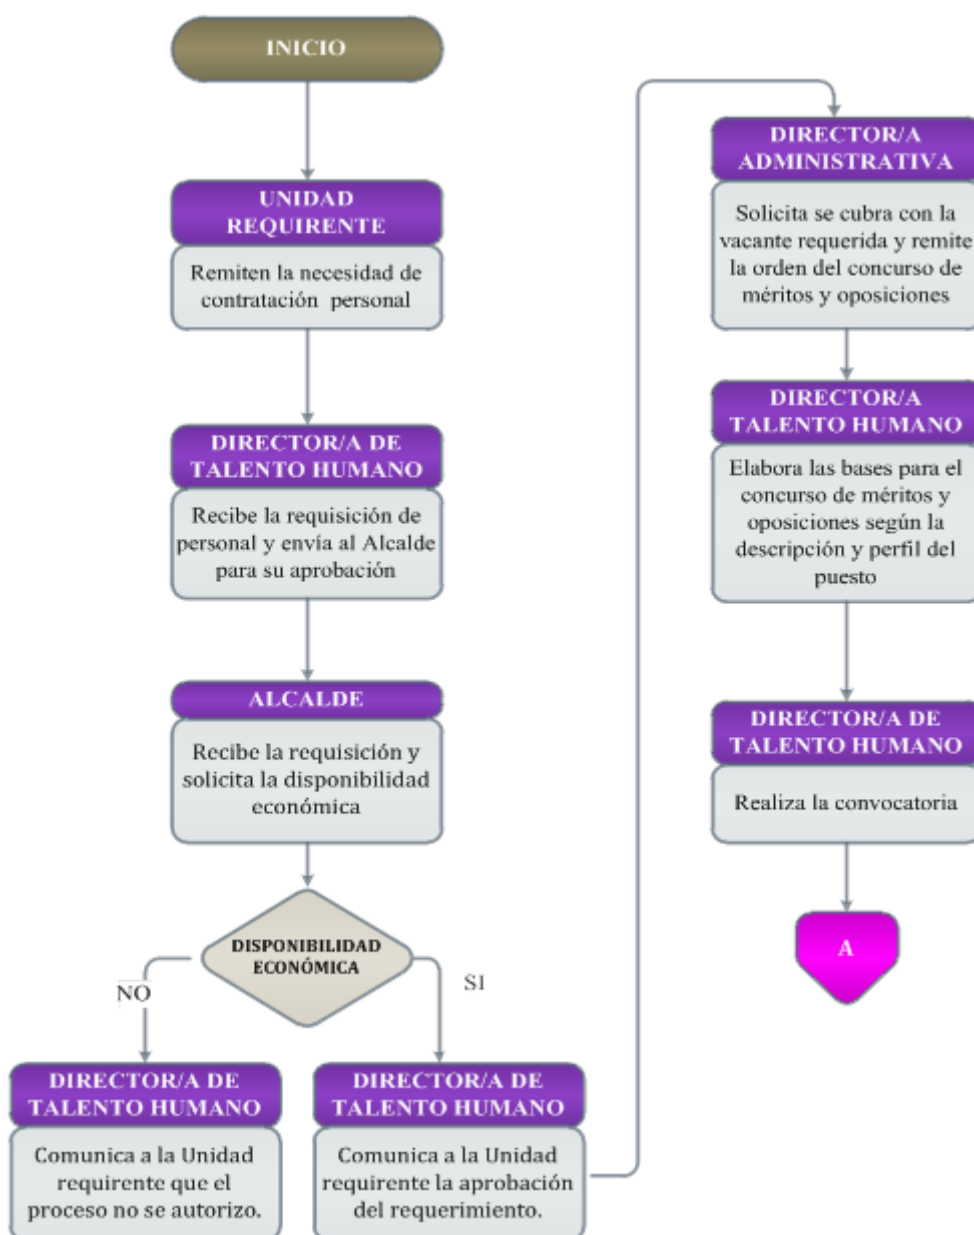 INICIO
UNIDAD
REQUIRENTE
Remiten la necesidad de
contratación personal
DIRECTOR/A DE
TALENTO HUMANO
Recibe la requisición de
personal y envía al Alcalde
para su aprobación
ALCALDE
Recibe la requisición y
solicita la disponibilidad
económica
DISPONIBILIDAD
ECONÓMICA
NO
SI
DIRECTOR/A DE
TALENTO HUMANO
Comunica a la Unidad
requirente que el
proceso no se autorizo.
DIRECTOR/A DE
TALENTO HUMANO
Comunica a la Unidad
requirente la aprobación
del requerimiento.
DIRECTOR/A
ADMINISTRATIVA
Solicita se cubra con la
vacante requerida y remite
la orden del concurso de
méritos y oposiciones
DIRECTOR/A
TALENTO HUMANO
Elabora las bases para el
concurso de méritos y
oposiciones según la
descripción y perfil del
puesto
DIRECTOR/A DE
TALENTO HUMANO
Realiza la convocatoria
A